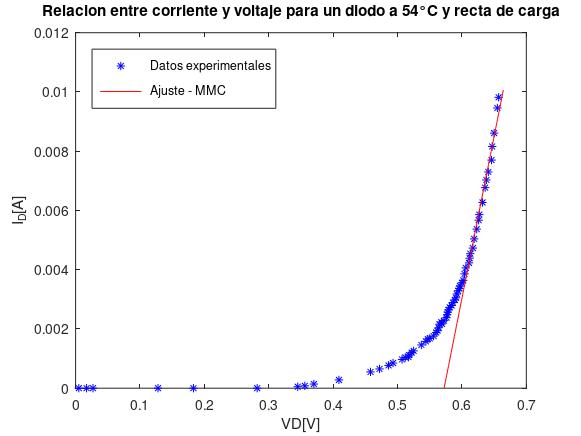 Relacion entre corriente y voltaje para un diodo a 54°C y recta de carga
0.012
0.01
0.008
0.006
0.004
0.002
0
I_D[A]
Datos experimentales
Ajuste - MMC
0 0.1 0.2 0.3 0.4 0.5 0.6 0.7
VD[V]